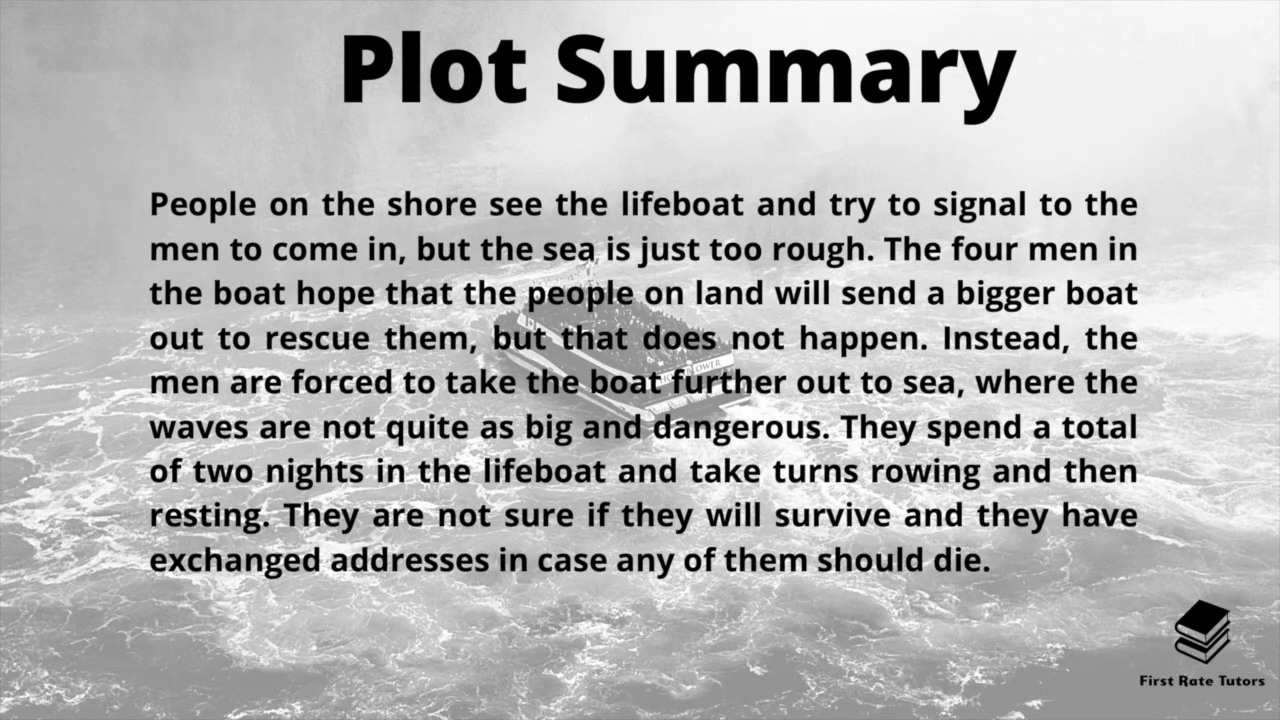 Plot Summary
People on the shore see the lifeboat and try to signal to the
men to come in, but the sea is just too rough. The four men in
the boat hope that the people on land will send a bigger boat
out to rescue them, but that does not happen. Instead, the
men are forced to take the boat further out to sea, where the
waves are not quite as big and dangerous. They spend a total
of two nights in the lifeboat and take turns rowing and then
resting. They are not sure if they will survive and they have
exchanged addresses in case any of them should die.
First Rate Tutors